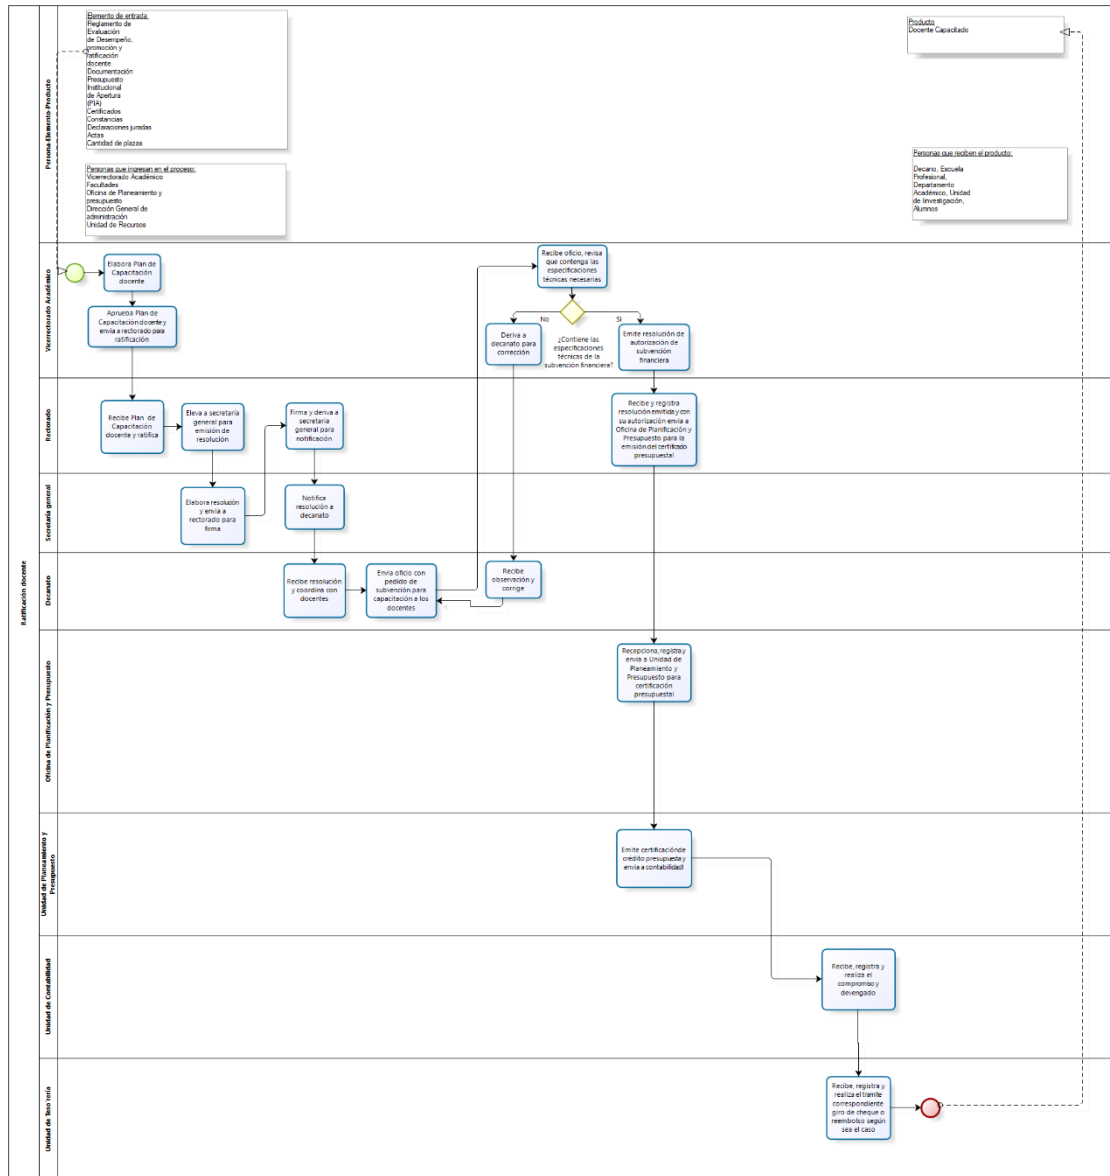 Ratificación docente
Persona-Elemento-Producto
Elemento de entrada:
Reglamento de
Evaluación
de Desempeño,
promoción y
ratificación
docente
Documentación
Presupuesto
Institucional
de Apertura
(PIA)
Certificados
Constancias
Declaraciones juradas
Actas
Cantidad de plazas
Personas que ingresan en el proceso:
Vicerrectorado Académico
Facultades
Oficina de Planeamiento y
presupuesto
Dirección General de
administración
Unidad de Recursos
Producto
Docente Capacitado
Personas que reciben el producto:
Decano, Escuela
Profesional,
Departamento
Académico, Unidad
de Investigación,
Alumnos
Vicerrectorado Académico
Elabora Plan de
Capacitación
docente
Aprueba Plan de
Capacitación docente y
envía a rectorado para
ratificación
Recibe oficio, revisa
que contenga las
especificaciones
técnicas necesarias
No
Si
¿Contiene las
especificaciones
técnicas de la
subvención financiera?
Deriva a
decanato para
corrección
Emite resolución de
autorización de
subvención
financiera
Rectorado
Recibe Plan de
Capacitación
docente y ratifica
Eleva a secretaría
general para
emisión de
resolución
Firma y deriva a
secretaria general para
notificación
Recibe y registra
resolución emitida y con
su autorización envía a
Oficina de Planificación y
Presupuesto para la
emisión del certificado
presupuestal
Secretaría general
Elabora resolución
y envía a
rectorado para
firma
Notifica
resolución a
decanato
Decanato
Recibe resolución
y coordina con
docentes
Envía oficio con
pedido de
subvención para
capacitación a los
docentes
Recibe
observación y
corrige
Oficina de Planificación y Presupuesto
Recepciona, registra y
envía a Unidad de
Planeamiento y
Presupuesto para
certificación
presupuestal
Unidad de Planeamiento y
Presupuesto
Emite certificación de
crédito presupuesta y
envía a contabilidadl
Unidad de Contabilidad
Recibe, registra y
realiza el
compromiso y
devengado
Unidad de Tesorería
Recibe, registra y
realiza el tramite
correspondiente
giro de cheque o
reembolso según
sea el caso